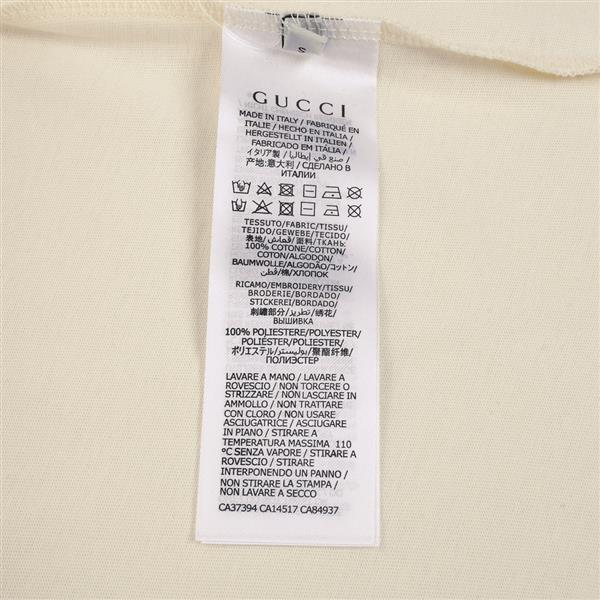 S
GUCCI
MADE IN ITALY / FABRIQUÉ EN
ITALIE / HECHO EN ITALIA /
HERGESTELLT IN ITALIEN /
FABRICADO EM ITÁLIA /
イタリア製 / صنع في إيطاليا /
产地:意大利 / СДЕЛАНО В
ИТАЛИИ
TESSUTO/FABRIC/TISSU/
TEJIDO/GEWEBE/TECIDO/
表地/قماش/面料/ТКАНЬ:
100% COTONE/COTTON/
COTON/ALGODON/
BAUMWOLLE/ALGODÃO/コットン/
قطن/棉/ХЛОПОК
RICAMO/EMBROIDERY/TISSU/
BRODERIE/BORDADO/
STICKEREI/BORDADO/
刺繍部分/تطريز/绣花/
ВЫШИВКА
100% POLIESTERE/POLYESTER/
POLIÉSTER/POLYESTER/
ポリエステル/بوليستر/聚酯纤维/
ПОЛИЭСТЕР
LAVARE A MANO / LAVARE A
ROVESCIO / NON TORCERE O
STRIZZARE / NON LASCIARE IN
AMMOLLO / NON TRATTARE
CON CLORO / NON USARE
ASCIUGATRICE / ASCIUGARE
IN PIANO / STIRARE A
TEMPERATURA MASSIMA 110
ºC SENZA VAPORE / STIRARE A
ROVESCIO / STIRARE
INTERPONENDO UN PANNO /
NON STIRARE LA STAMPA /
NON LAVARE A SECCO
CA37394 CA14517 CA84937